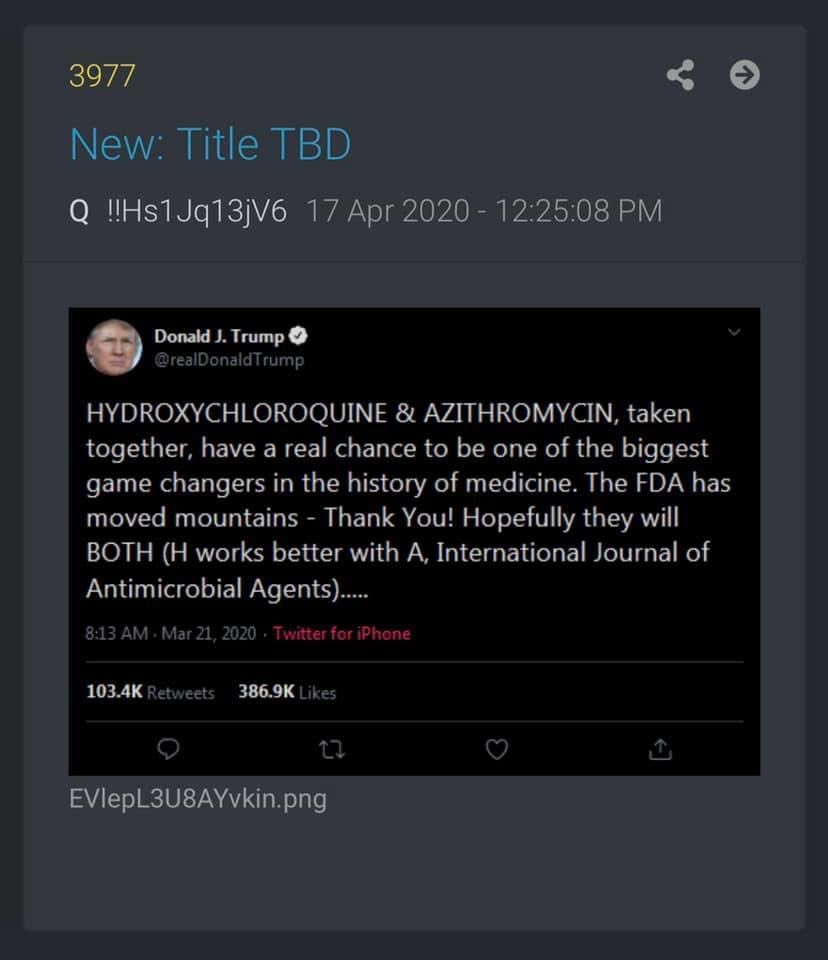 3977
New: Title TBD
Q !!Hs1Jq13jV6 17 Apr 2020 - 12:25:08 PM
Donald J. Trump
@realDonaldTrump
HYDROXYCHLOROQUINE & AZITHROMYCIN, taken
together, have a real chance to be one of the biggest
game changers in the history of medicine. The FDA has
moved mountains - Thank You! Hopefully they will
BOTH (H works better with A, International Journal of
Antimicrobial Agents).....
8:13 AM · Mar 21, 2020 · Twitter for iPhone
103.4K Retweets 386.9K Likes
EVlepL3U8AYvkin.png